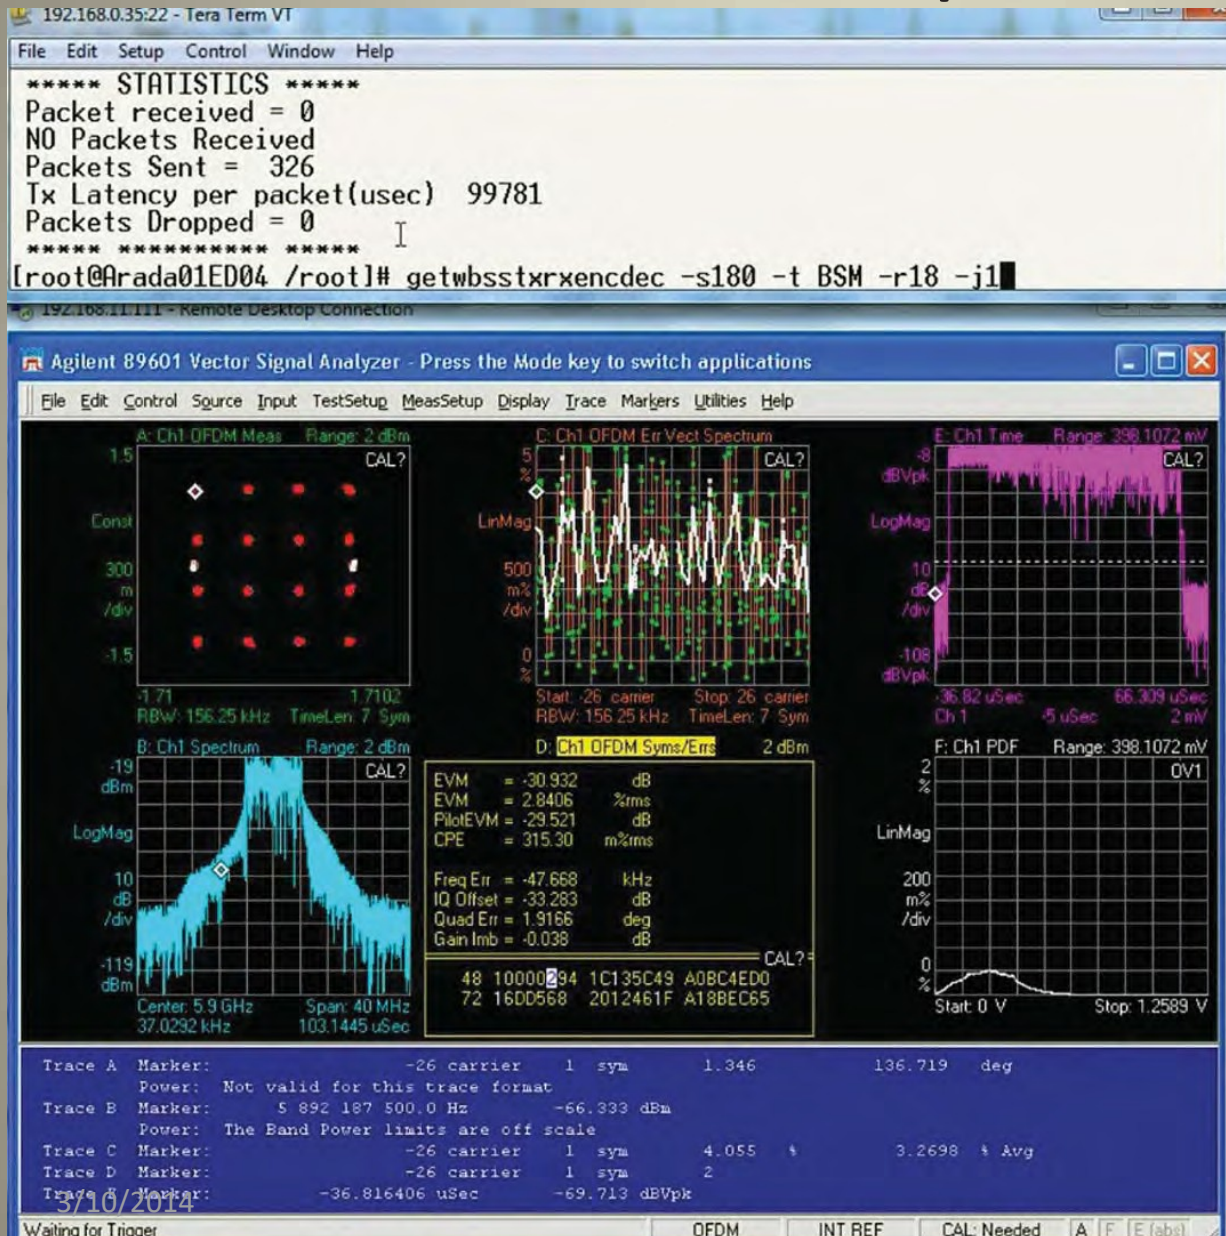 192.168.0.35:22 - Tera Term VT
File Edit Setup Control Window Help
***** STATISTICS *****
Packet received = 0
NO Packets Received
Packets Sent =  326
Tx Latency per packet(usec)  99781
Packets Dropped = 0
***** ********** *****
[root@Arada01ED04 /root]# getwbsstxrxencdec -s180 -t BSM -r18 -j1
192.168.11.111 - Remote Desktop Connection
Agilent 89601 Vector Signal Analyzer - Press the Mode key to switch applications
File Edit Control Source Input TestSetup MeasSetup Display Trace Markers Utilities Help
A: Ch1 OFDM Meas Range: 2 dBm
1.5
CAL?
Const
300
m
/div
-1.5
-1.71 1.7102
RBW: 156.25 kHz TimeLen: 7 Sym
C: Ch1 OFDM Err Vect Spectrum
5
%
CAL?
LinMag
500
m%
/div
0
%
Start: -26 carrier Stop: 26 carrier
RBW: 156.25 kHz TimeLen: 7 Sym
E: Ch1 Time Range: 398.1072 mV
-8
dBVpk
CAL?
LogMag
10
dB
/div
-108
dBVpk
-36.82 uSec 66.309 uSec
Ch 1 -5 uSec 2 mV
B: Ch1 Spectrum Range: 2 dBm
-19
dBm
CAL?
LogMag
10
dB
/div
-119
dBm
Center: 5.9 GHz Span: 40 MHz
37.0292 kHz 103.1445 uSec
D: Ch1 OFDM Syms/Errs 2 dBm
EVM = -30.932 dB
EVM = 2.8406 %rms
PilotEVM = -29.521 dB
CPE = 315.30 m%rms
Freq Err = -47.668 kHz
IQ Offset = -33.283 dB
Quad Err = 1.9166 deg
Gain Imb = -0.038 dB
CAL?
48 10000294 1C135C49 A0BC4ED0
72 16DD568 2012461F A18BEC65
F: Ch1 PDF Range: 398.1072 mV
2
%
OV1
LinMag
200
m%
/div
0
%
Start: 0 V Stop: 1.2589 V
Trace A Marker: -26 carrier 1 sym 1.346 136.719 deg
Power: Not valid for this trace format
Trace B Marker: 5 892 187 500.0 Hz -66.333 dBm
Power: The Band Power limits are off scale
Trace C Marker: -26 carrier 1 sym 4.055 % 3.2698 % Avg
Trace D Marker: -26 carrier 1 sym 2
Trace E Marker: -36.816406 uSec -69.713 dBVpk
3/10/2014
Waiting for Trigger OFDM INT REF CAL: Needed A F E (abs)